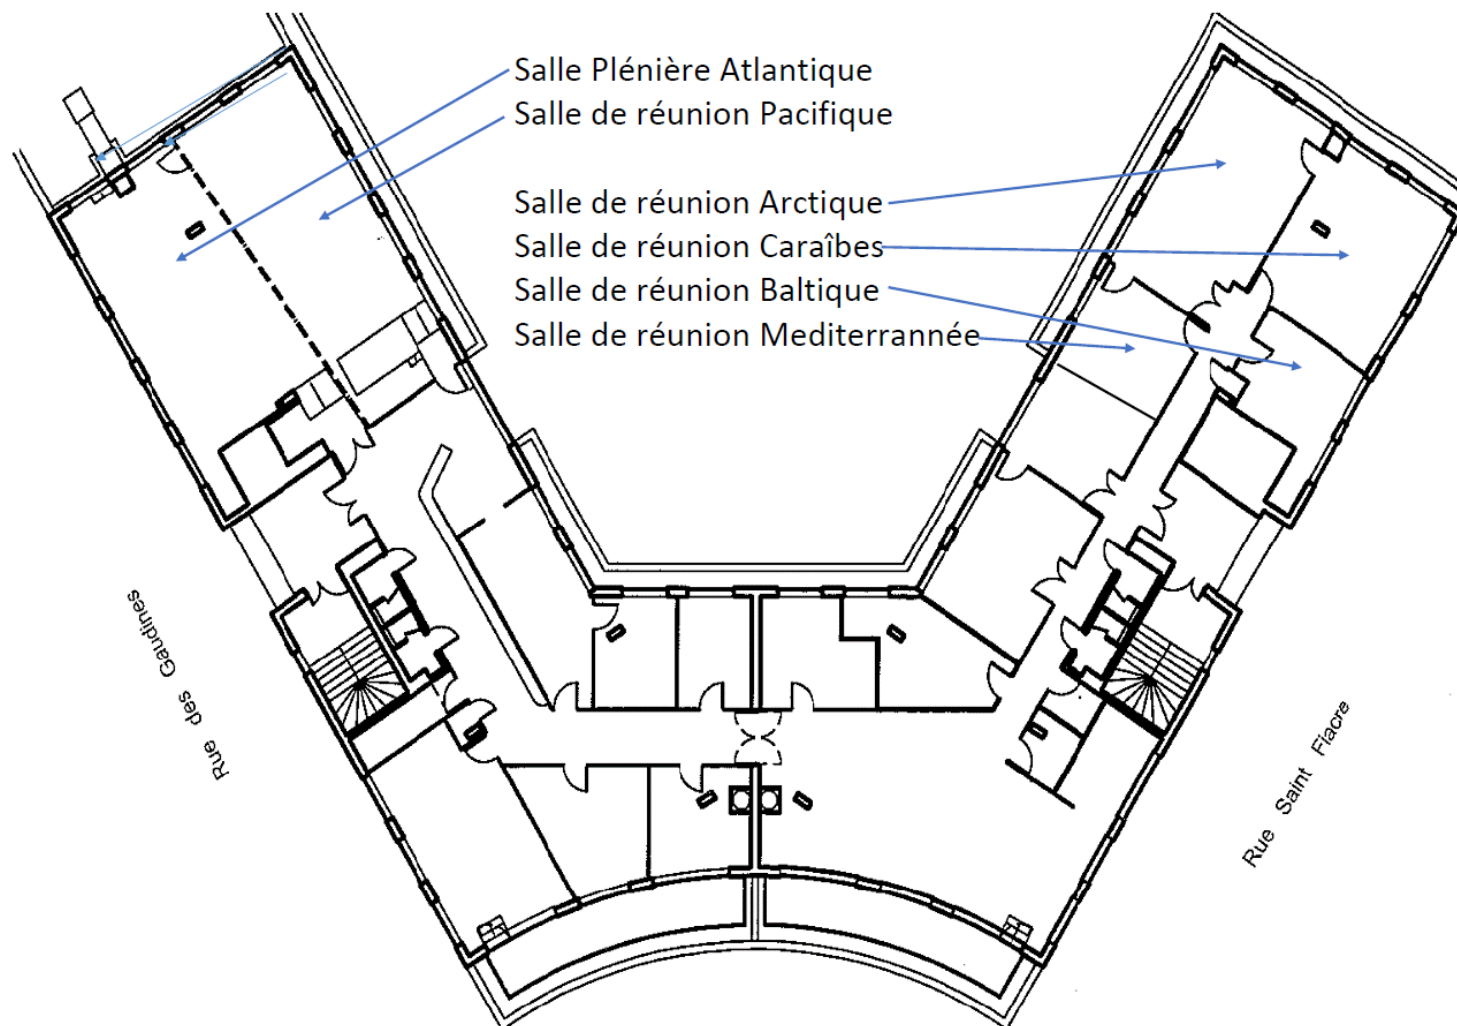 Salle Plénière Atlantique
Salle de réunion Pacifique
Salle de réunion Arctique
Salle de réunion Caraîbes
Salle de réunion Baltique
Salle de réunion Mediterrannée
Rue des Gaudines
Rue Saint Fiacre